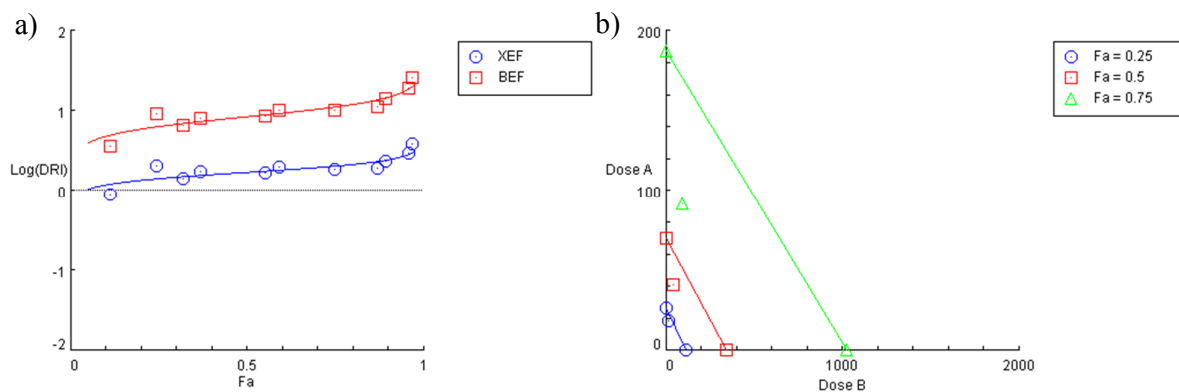 a)
2
1
Log(DRI)
0
-1
-2
0
0.5
1
Fa
XEF
BEF
b)
200
Dose A
100
0
0
1000
2000
Dose B
Fa = 0.25
Fa = 0.5
Fa = 0.75